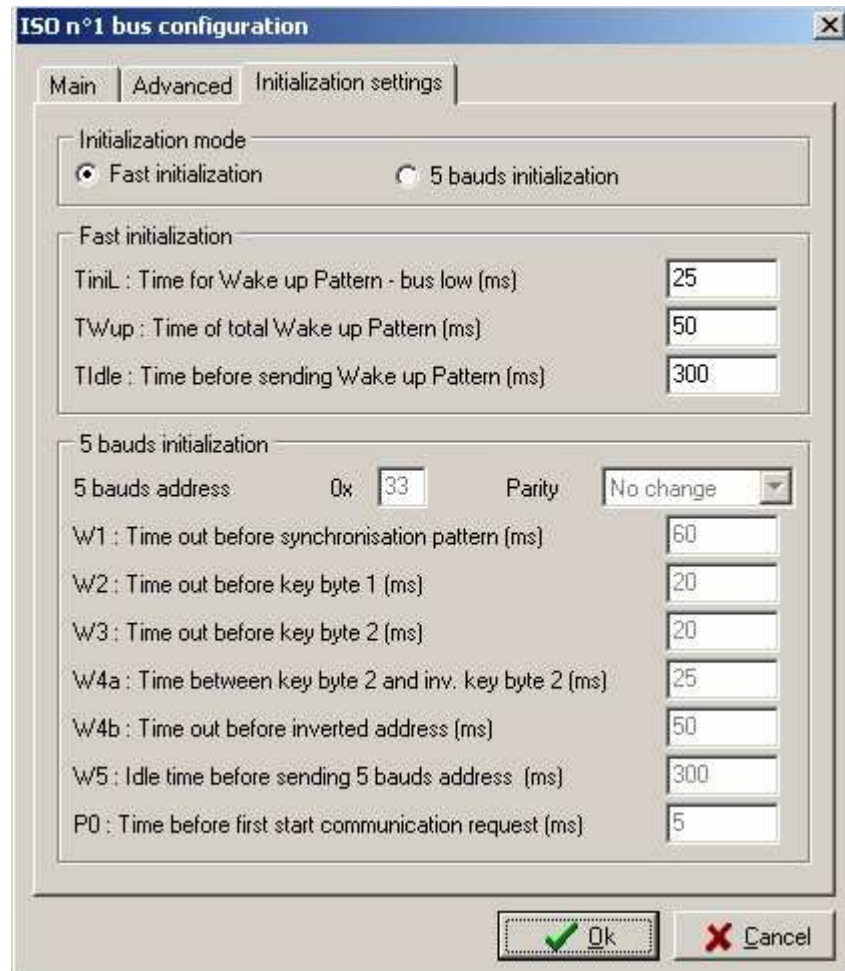 ISO n°1 bus configuration
Main Advanced Initialization settings
Initialization mode
Fast initialization 5 bauds initialization
Fast initialization
TiniL : Time for Wake up Pattern - bus low (ms) 25
TWup : Time of total Wake up Pattern (ms) 50
TIdle : Time before sending Wake up Pattern (ms) 300
5 bauds initialization
5 bauds address 0x 33 Parity No change
W1 : Time out before synchronisation pattern (ms) 60
W2 : Time out before key byte 1 (ms) 20
W3 : Time out before key byte 2 (ms) 20
W4a : Time between key byte 2 and inv. key byte 2 (ms) 25
W4b : Time out before inverted address (ms) 50
W5 : Idle time before sending 5 bauds address (ms) 300
P0 : Time before first start communication request (ms) 5
Ok Cancel